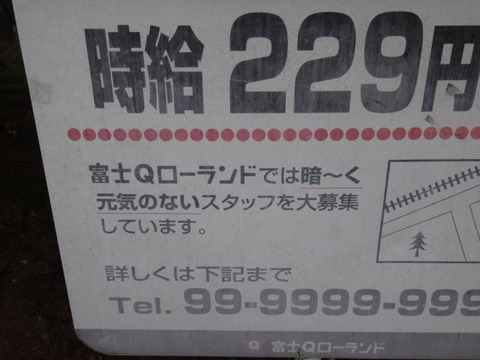 時給229円
富士Qローランドでは暗〜く
元気のないスタッフを大募集
しています。
詳しくは下記まで
Tel. 99-9999-999
富士Qローランド